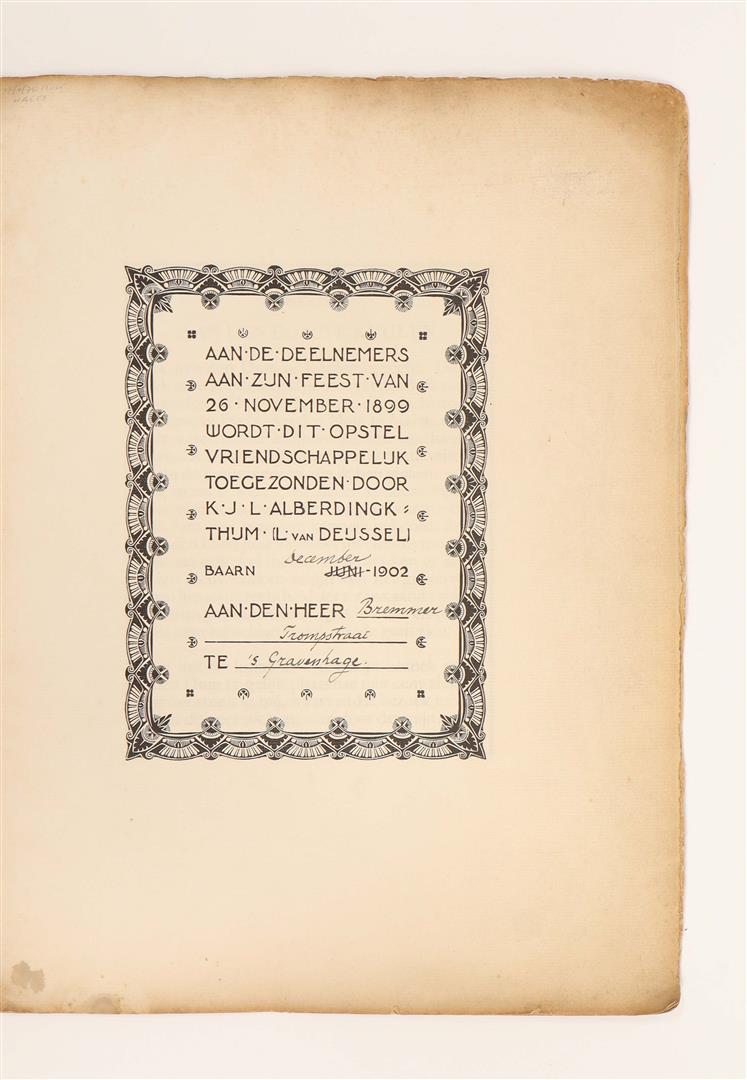 AAN·DE·DEELNEMERS
AAN·ZIJN·FEEST·VAN
26·NOVEMBER·1899
WORDT·DIT·OPSTEL
VRIENDSCHAPPELIJK
TOEGEZONDEN·DOOR
K·J·L·ALBERDINGK=
THIJM·(L·VAN DEIJSSEL)
December
BAARN JUNI-1902
AAN·DEN·HEER Bremmer
Trompstraat
TE 's Gravenhage.